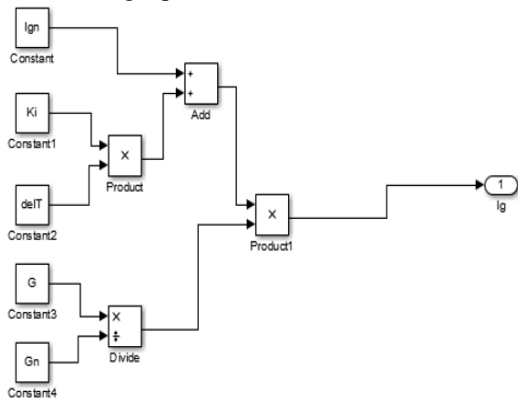 Ign
Constant
+
+
Add
Ki
Constant1
X
Product
delT
Constant2
X
Product1
1
Ig
G
Constant3
X
÷
Divide
Gn
Constant4